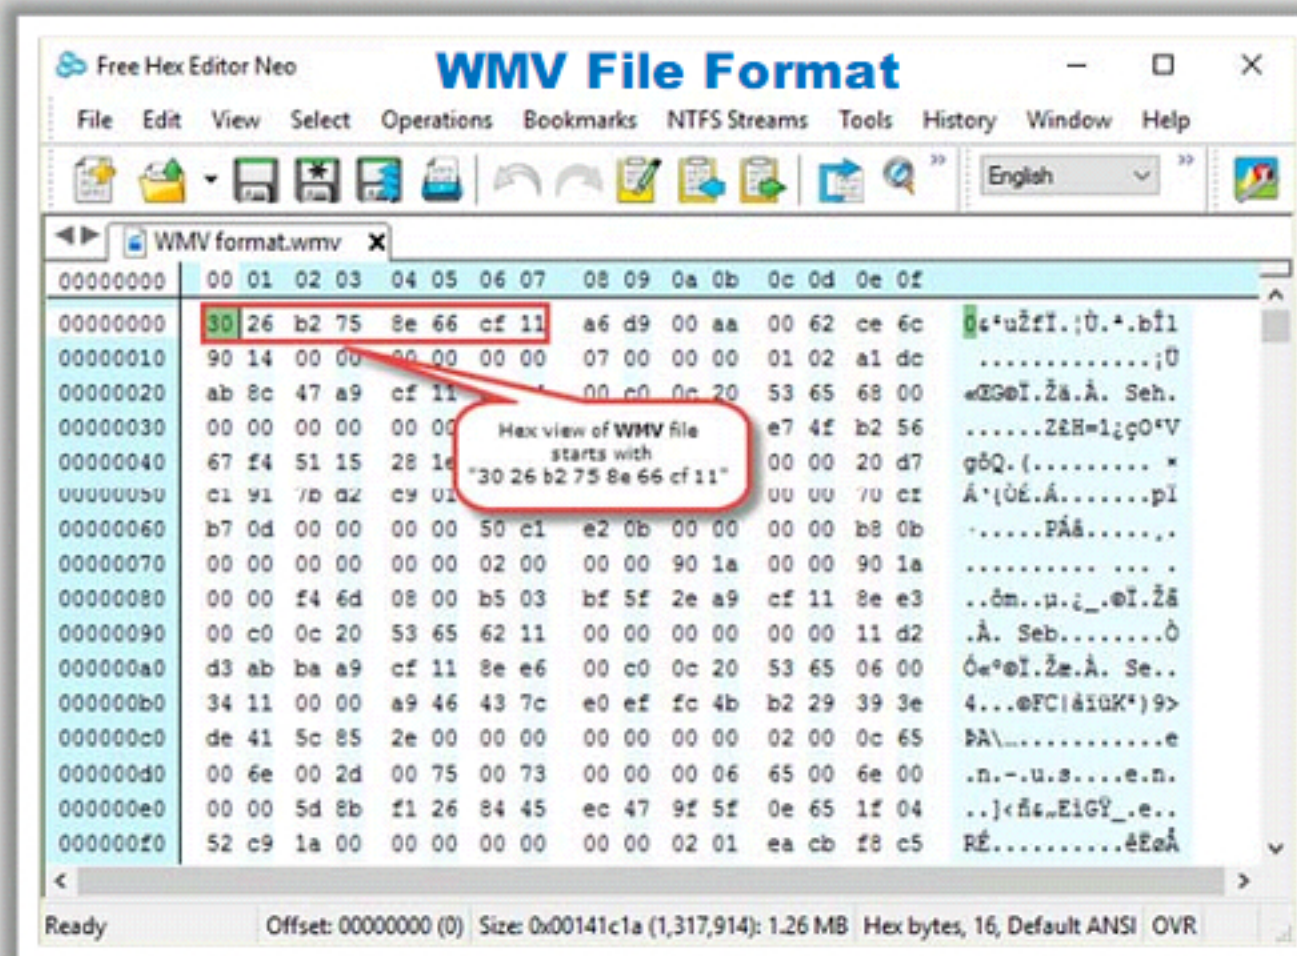 Free Hex Editor Neo
WMV File Format
File Edit View Select Operations Bookmarks NTFS Streams Tools History Window Help
English
WMV format.wmv
00000000 00 01 02 03 04 05 06 07 08 09 0a 0b 0c 0d 0e 0f
00000000 30 26 b2 75 8e 66 cf 11 a6 d9 00 aa 00 62 ce 6c
00000010 90 14 00 00 00 00 00 00 07 00 00 00 01 02 a1 dc
00000020 ab 8c 47 a9 cf 11 00 c0 0c 20 53 65 68 00
00000030 00 00 00 00 00 00 e7 4f b2 56
00000040 67 f4 51 15 28 1e 00 00 20 d7
00000050 c1 91 7b d2 c9 01 00 00 70 cf
00000060 b7 0d 00 00 00 00 50 c1 e2 0b 00 00 00 00 b8 0b
00000070 00 00 00 00 00 00 02 00 00 00 90 1a 00 00 90 1a
00000080 00 00 f4 6d 08 00 b5 03 bf 5f 2e a9 cf 11 8e e3
00000090 00 c0 0c 20 53 65 62 11 00 00 00 00 00 00 11 d2
000000a0 d3 ab ba a9 cf 11 8e e6 00 c0 0c 20 53 65 06 00
000000b0 34 11 00 00 a9 46 43 7c e0 ef fc 4b b2 29 39 3e
000000c0 de 41 5c 85 2e 00 00 00 00 00 00 00 02 00 0c 65
000000d0 00 6e 00 2d 00 75 00 73 00 00 00 06 65 00 6e 00 .n.-.u.s....e.n.
000000e0 00 00 5d 8b f1 26 84 45 ec 47 9f 5f 0e 65 1f 04
000000f0 52 c9 1a 00 00 00 00 00 00 00 02 01 ea cb f8 c5
Hex view of WMV file
starts with
"30 26 b2 75 8e 66 cf 11"
Ready Offset: 00000000 (0) Size: 0x00141c1a (1,317,914): 1.26 MB Hex bytes, 16, Default ANSI OVR